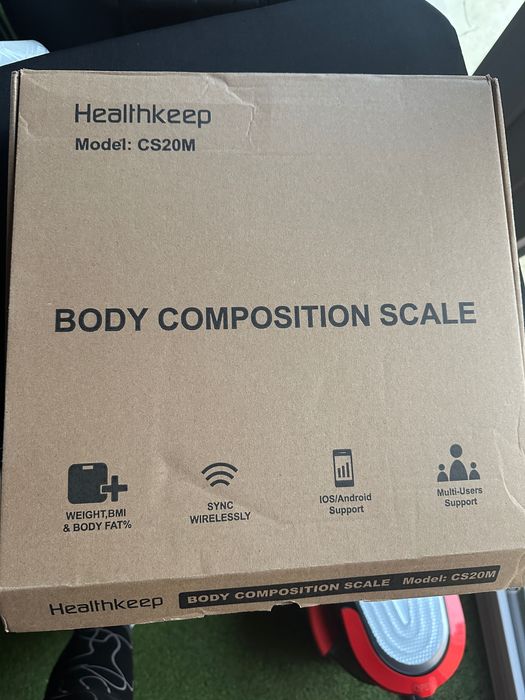 Healthkeep
Model: CS20M
BODY COMPOSITION SCALE
WEIGHT,BMI
& BODY FAT%
SYNC
WIRELESSLY
IOS/Android
Support
Multi-Users
Support
Healthkeep BODY COMPOSITION SCALE Model: CS20M